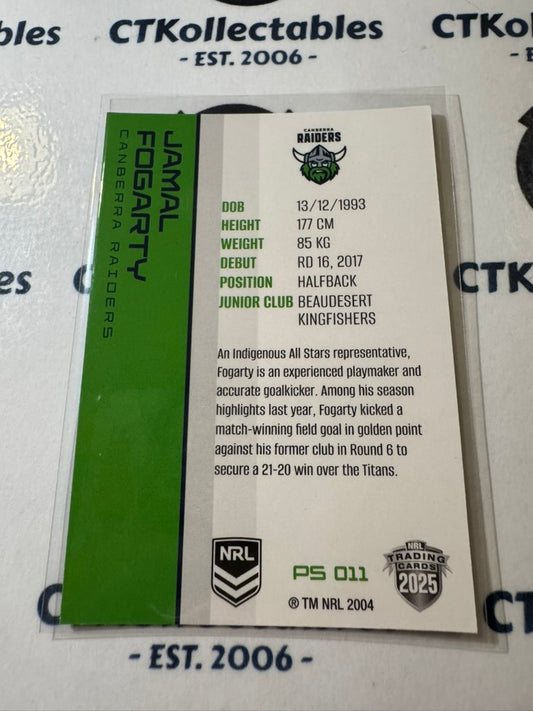 bles
CTKollectables
CTKo
- EST. 2006 -
- E
JAMAL
FOGARTY
CANBERRA RAIDERS
CANBERRA
RAIDERS
DOB 13/12/1993
HEIGHT 177 CM
WEIGHT 85 KG
DEBUT RD 16, 2017
POSITION HALFBACK
JUNIOR CLUB BEAUDESERT
KINGFISHERS
es
CTK
An Indigenous All Stars representative,
Fogarty is an experienced playmaker and
accurate goalkicker. Among his season
highlights last year, Fogarty kicked a
match-winning field goal in golden point
against his former club in Round 6 to
secure a 21-20 win over the Titans.
NRL
PS 011
NRL
TRADING
CARDS
2025
® TM NRL 2004
- EST. 2006 -